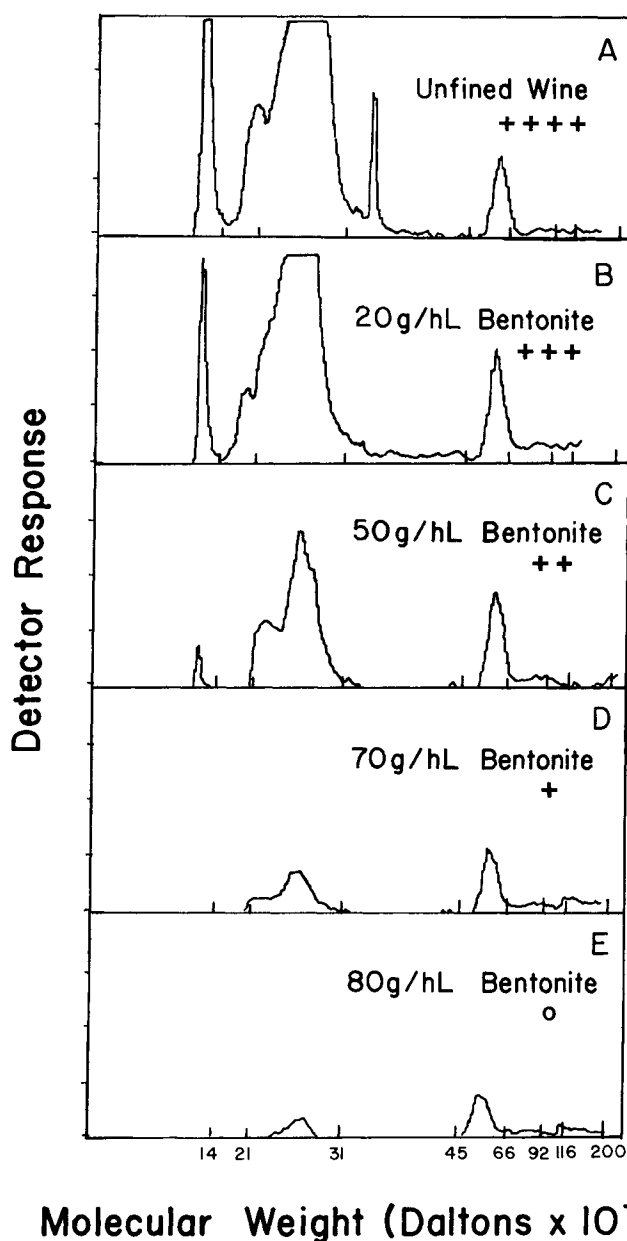 A
Unfined Wine
++++
B
20g/hL Bentonite
+++
C
50g/hL Bentonite
++
D
70g/hL Bentonite
+
E
80g/hL Bentonite
o
14 21 31 45 66 92 116 200
Detector Response
Molecular Weight (Daltons x 10